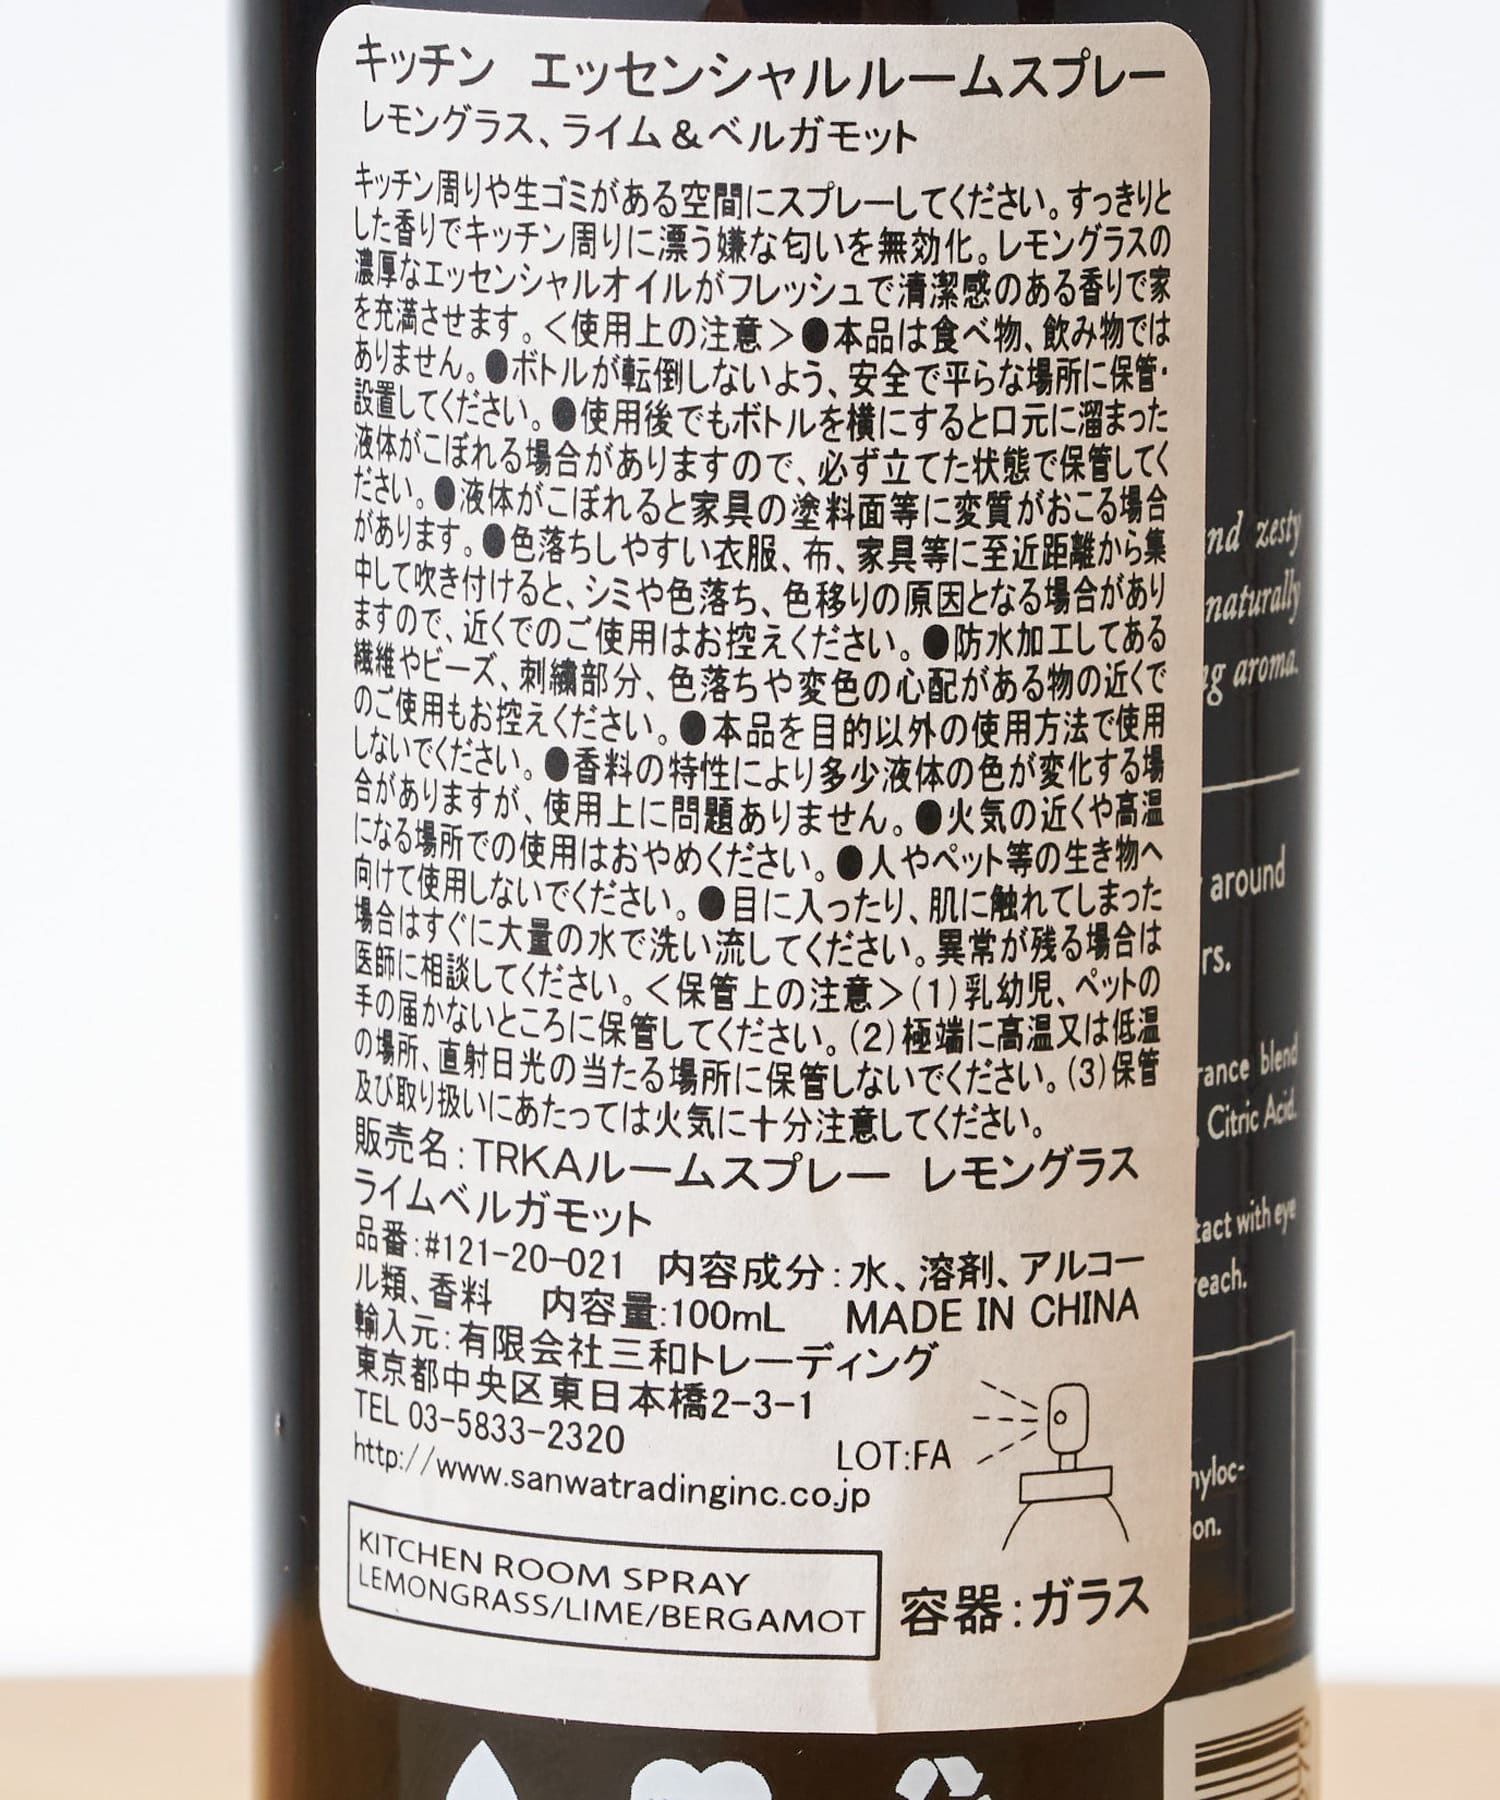 キッチン エッセンシャルルームスプレー
レモングラス、ライム＆ベルガモット
キッチン周りや生ゴミがある空間にスプレーしてください。すっきりと
した香りでキッチン周りに漂う嫌な匂いを無効化。レモングラスの
濃厚なエッセンシャルオイルがフレッシュで清潔感のある香りで家
を充満させます。＜使用上の注意＞●本品は食べ物、飲み物では
ありません。●ボトルが転倒しないよう、安全で平らな場所に保管・
設置してください。●使用後でもボトルを横にすると口元に溜まった
液体がこぼれる場合がありますので、必ず立てた状態で保管してく
ださい。●液体がこぼれると家具の塗料面等に変質がおこる場合
があります。●色落ちしやすい衣服、布、家具等に至近距離から集
中して吹き付けると、シミや色落ち、色移りの原因となる場合があり
ますので、近くでのご使用はお控えください。●防水加工してある
繊維やビーズ、刺繍部分、色落ちや変色の心配がある物の近くで
のご使用もお控えください。●本品を目的以外の使用方法で使用
しないでください。●香料の特性により多少液体の色が変化する場
合がありますが、使用上に問題ありません。●火気の近くや高温
になる場所での使用はおやめください。●人やペット等の生き物へ
向けて使用しないでください。●目に入ったり、肌に触れてしまった
場合はすぐに大量の水で洗い流してください。異常が残る場合は
医師に相談してください。＜保管上の注意＞(1)乳幼児、ペットの
手の届かないところに保管してください。(2)極端に高温又は低温
の場所、直射日光の当たる場所に保管しないでください。(3)保管
及び取り扱いにあたっては火気に十分注意してください。
販売名：TRKAルームスプレー レモングラス
ライムベルガモット
品番：#121-20-021 内容成分：水、溶剤、アルコー
ル類、香料 内容量：100mL MADE IN CHINA
輸入元：有限会社三和トレーディング
東京都中央区東日本橋2-3-1
TEL 03-5833-2320
LOT:FA
http://www.sanwatradinginc.co.jp
KITCHEN ROOM SPRAY
LEMONGRASS/LIME/BERGAMOT
容器：ガラス
nd zesty
naturally
aroma.
around
rs.
blend
, Citric Acid.
with eye
reach.
on.